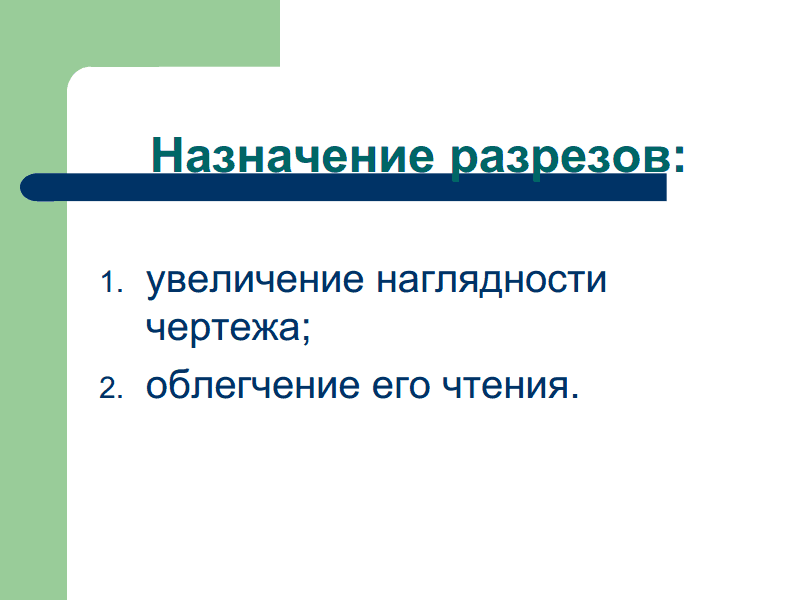 Назначение разрезов:
1. увеличение наглядности
чертежа;
2. облегчение его чтения.